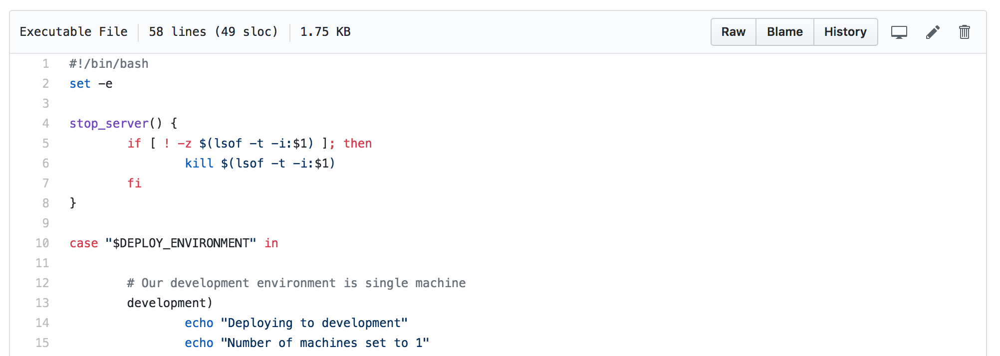 Executable File 58 lines (49 sloc) 1.75 KB Raw Blame History
1 #!/bin/bash
2 set -e
3
4 stop_server() {
5 if [ ! -z $(lsof -t -i:$1) ]; then
6 kill $(lsof -t -i:$1)
7 fi
8 }
9
10 case "$DEPLOY_ENVIRONMENT" in
11
12 # Our development environment is single machine
13 development)
14 echo "Deploying to development"
15 echo "Number of machines set to 1"